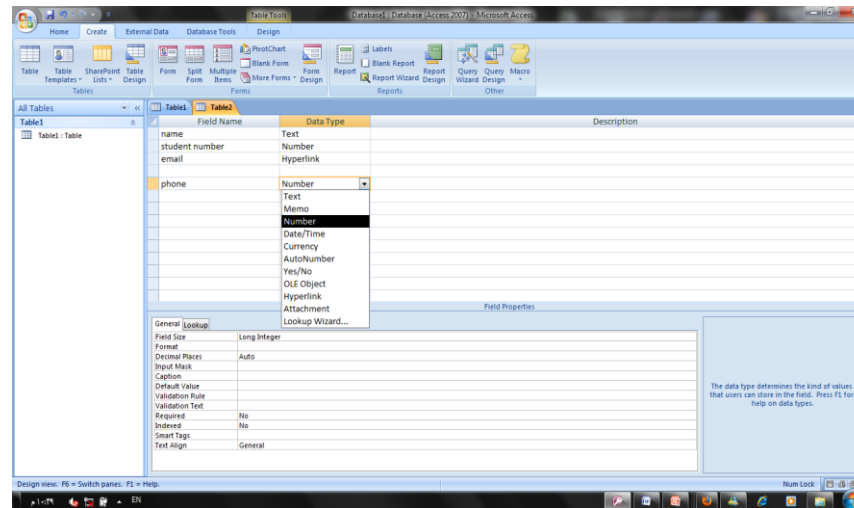 Table Tools Database1 : Database (Access 2007) - Microsoft Access
Home Create External Data Database Tools Design
Table
Table Templates
SharePoint Lists
Table Design
Tables
Form
Split Form
Multiple Items
PivotChart
Blank Form
More Forms
Form Design
Forms
Report
Labels
Blank Report
Report Wizard
Report Design
Reports
Query Wizard
Query Design
Macro
Other
All Tables
Table1
Table1 : Table
Table1 Table2
Field Name Data Type Description
name Text
student number Number
email Hyperlink
phone Number
Text
Memo
Number
Date/Time
Currency
AutoNumber
Yes/No
OLE Object
Hyperlink
Attachment
Lookup Wizard...
Field Properties
General Lookup
Field Size Long Integer
Format
Decimal Places Auto
Input Mask
Caption
Default Value
Validation Rule
Validation Text
Required No
Indexed No
Smart Tags
Text Align General
The data type determines the kind of values
that users can store in the field. Press F1 for
help on data types.
Design view. F6 = Switch panes. F1 = Help. Num Lock
EN